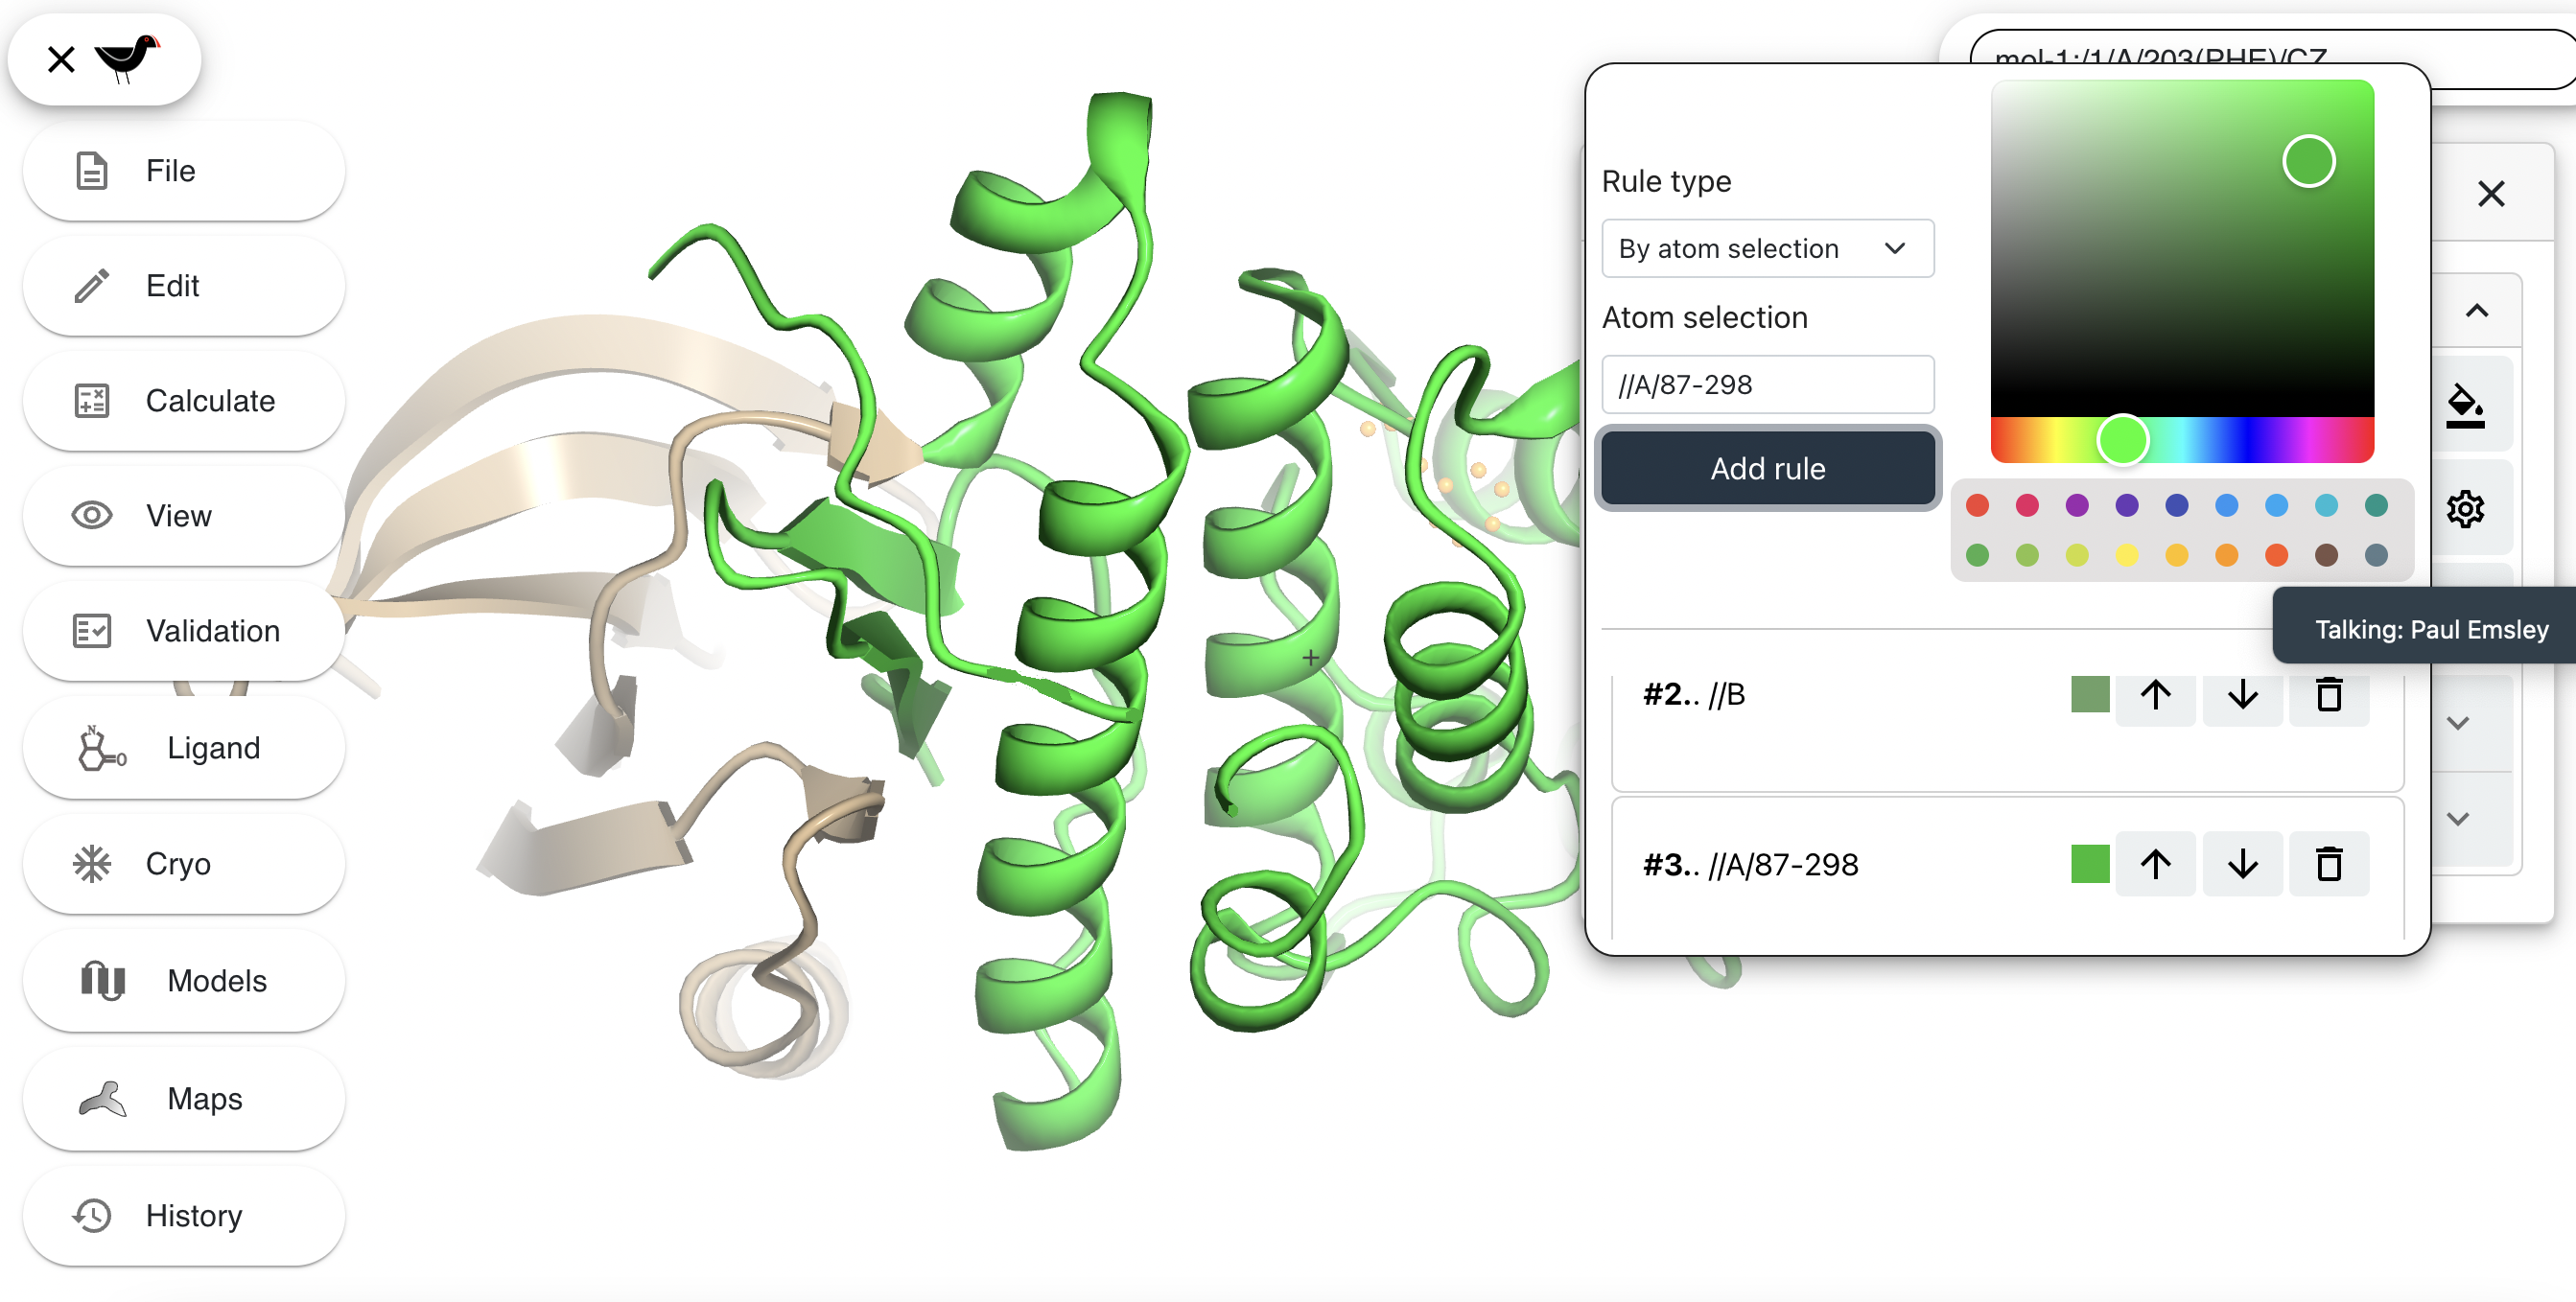 mol-1:/1/A/203(PHE)/CZ
File
Edit
Calculate
View
Validation
Ligand
Cryo
Models
Maps
History
Rule type
By atom selection
Atom selection
//A/87-298
Add rule
Talking: Paul Emsley
#2.. //B
#3.. //A/87-298
N
O